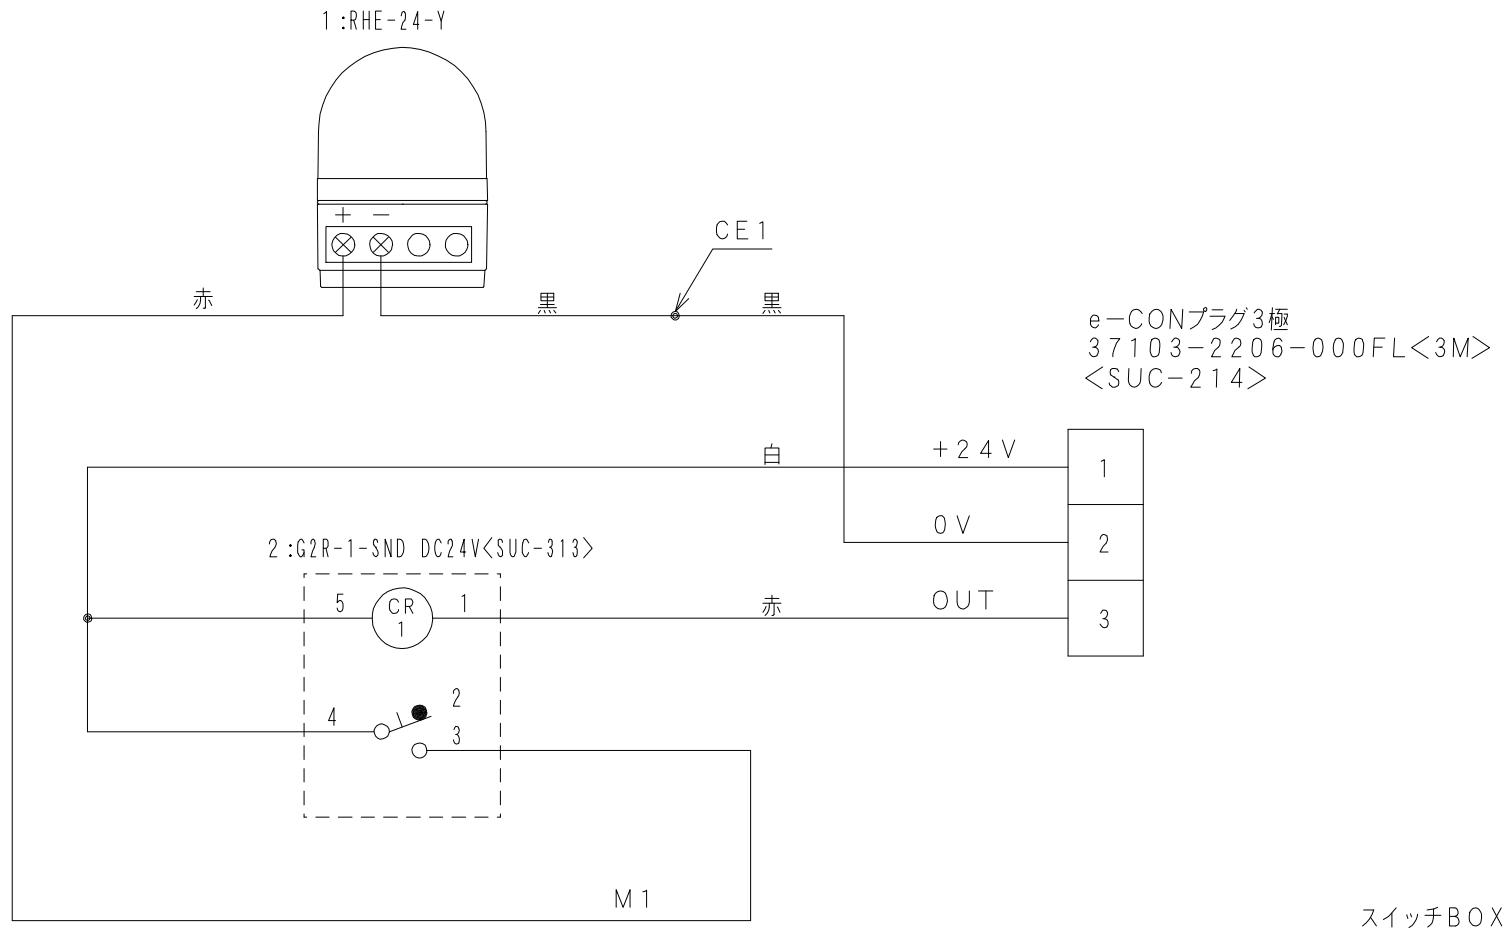 1:RHE-24-Y
+ −
CE1
赤
黒
黒
e−CONプラグ3極
37103−2206−000FL<3M>
<SUC−214>
白
+24V
1
0V
2
2:G2R-1-SND DC24V<SUC-313>
5
CR
1
1
赤
OUT
3
4
2
3
M1
スイッチBOX